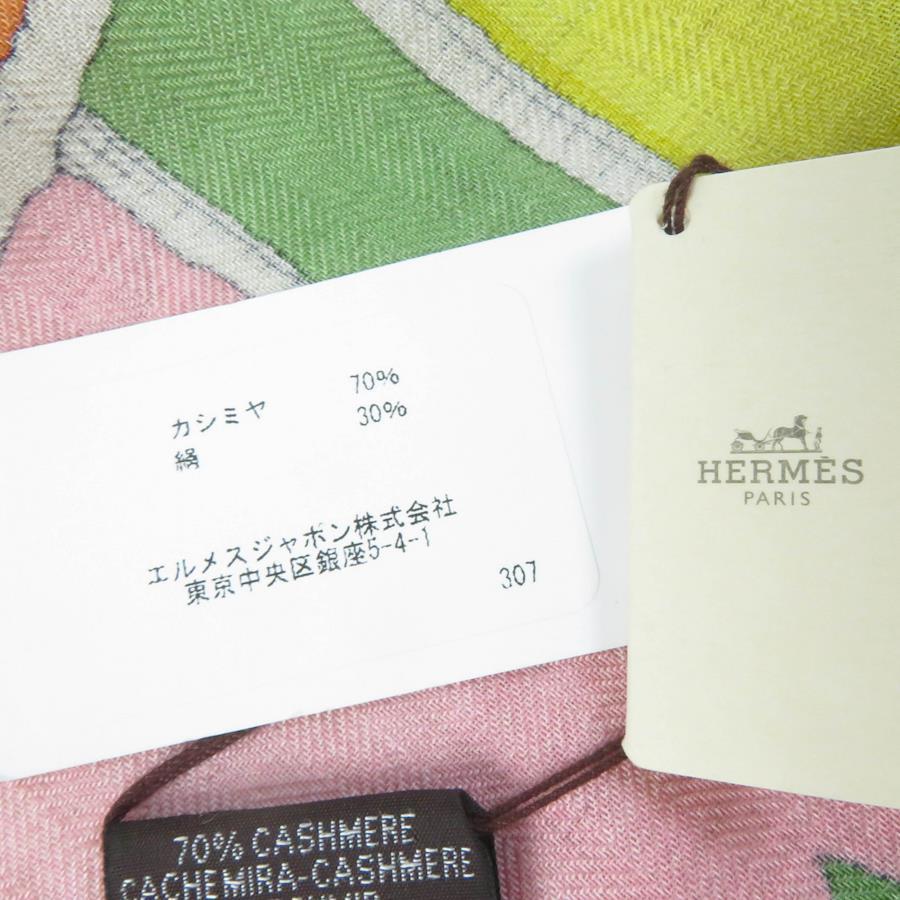 カシミヤ 70%
絹 30%
エルメスジャポン株式会社
東京中央区銀座5-4-1
307
HERMÈS
PARIS
70% CASHMERE
CACHEMIRA-CASHMERE